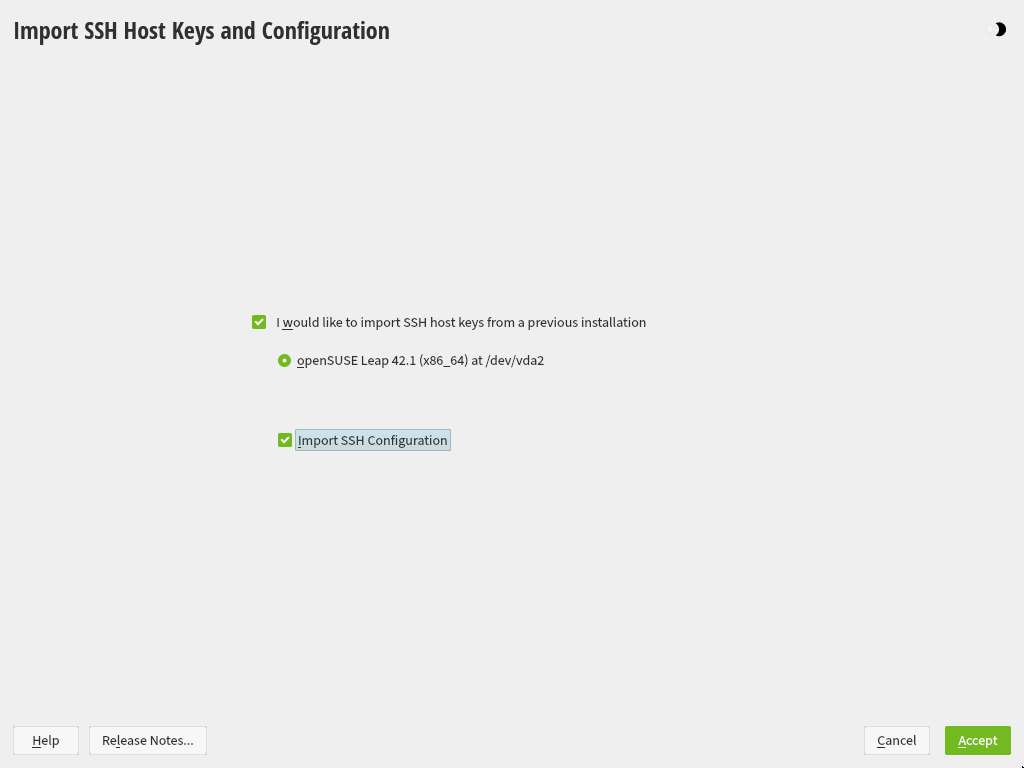 Import SSH Host Keys and Configuration
I would like to import SSH host keys from a previous installation
openSUSE Leap 42.1 (x86_64) at /dev/vda2
Import SSH Configuration
Help
Release Notes...
Cancel
Accept